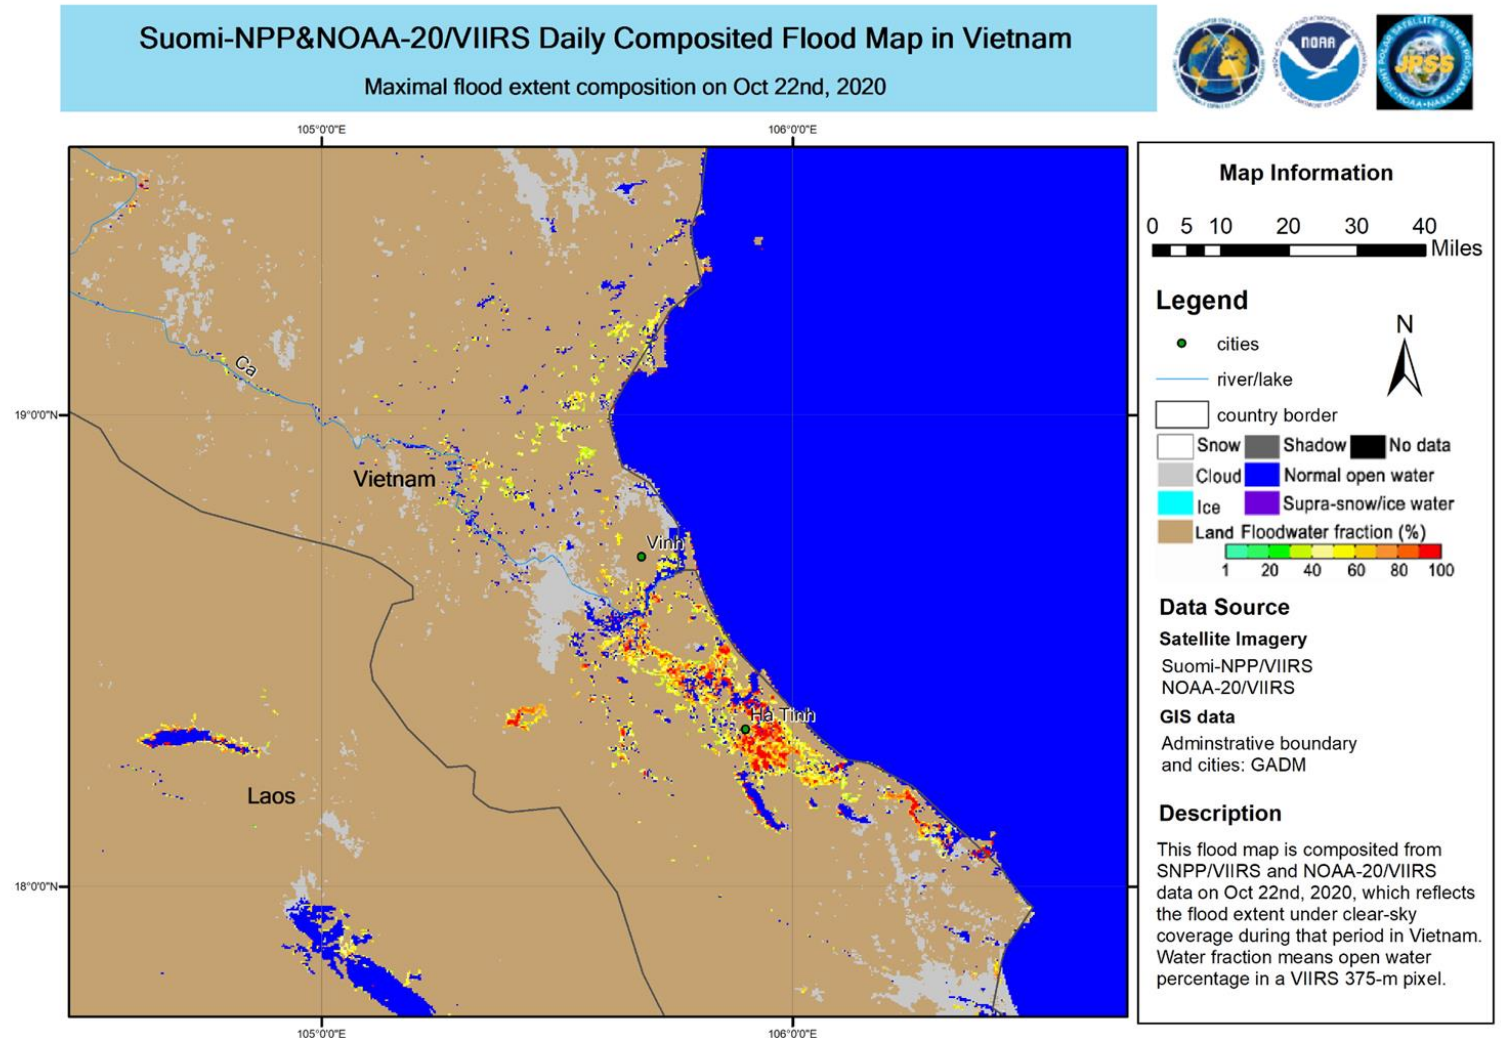 Suomi-NPP&NOAA-20/VIIRS Daily Composited Flood Map in Vietnam
Maximal flood extent composition on Oct 22nd, 2020
NOAA
JPSS
105°0'0"E
106°0'0"E
19°0'0"N
18°0'0"N
Ca
Vietnam
Vinh
Ha Tinh
Laos
105°0'0"E
106°0'0"E
Map Information
0 5 10 20 30 40
Miles
Legend
N
cities
river/lake
country border
Snow Shadow No data
Cloud Normal open water
Ice Supra-snow/ice water
Land Floodwater fraction (%)
1 20 40 60 80 100
Data Source
Satellite Imagery
Suomi-NPP/VIIRS
NOAA-20/VIIRS
GIS data
Adminstrative boundary
and cities: GADM
Description
This flood map is composited from
SNPP/VIIRS and NOAA-20/VIIRS
data on Oct 22nd, 2020, which reflects
the flood extent under clear-sky
coverage during that period in Vietnam.
Water fraction means open water
percentage in a VIIRS 375-m pixel.